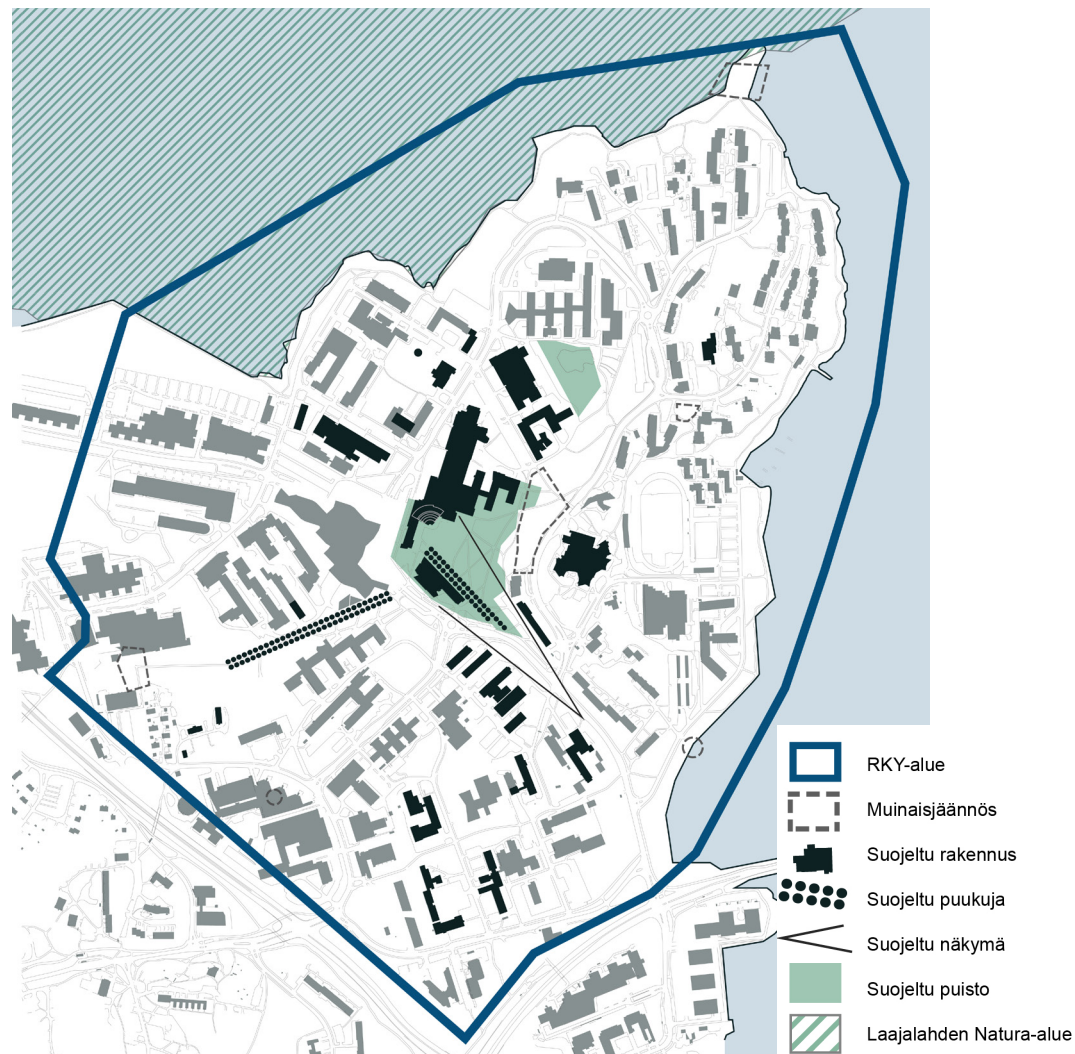 RKY-alue
Muinaisjäännös
Suojeltu rakennus
Suojeltu puukuja
Suojeltu näkymä
Suojeltu puisto
Laajalahden Natura-alue